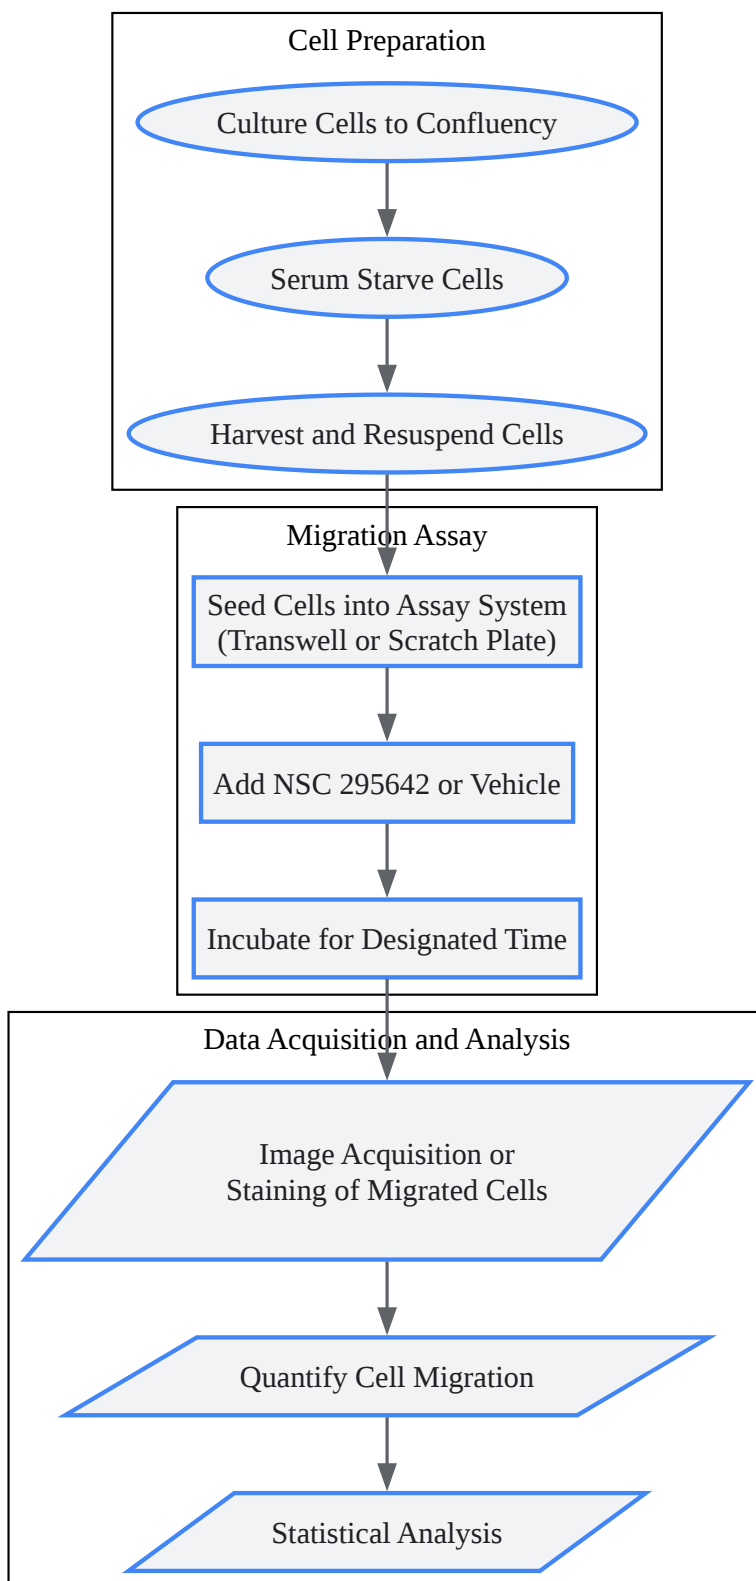 Cell Preparation
Culture Cells to Confluency
Serum Starve Cells
Harvest and Resuspend Cells
Migration Assay
Seed Cells into Assay System
(Transwell or Scratch Plate)
Add NSC 295642 or Vehicle
Incubate for Designated Time
Data Acquisition and Analysis
Image Acquisition or
Staining of Migrated Cells
Quantify Cell Migration
Statistical Analysis